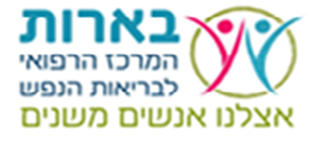 בארות
המרכז הרפואי
לבריאות הנפש
אצלנו אנשים משנים